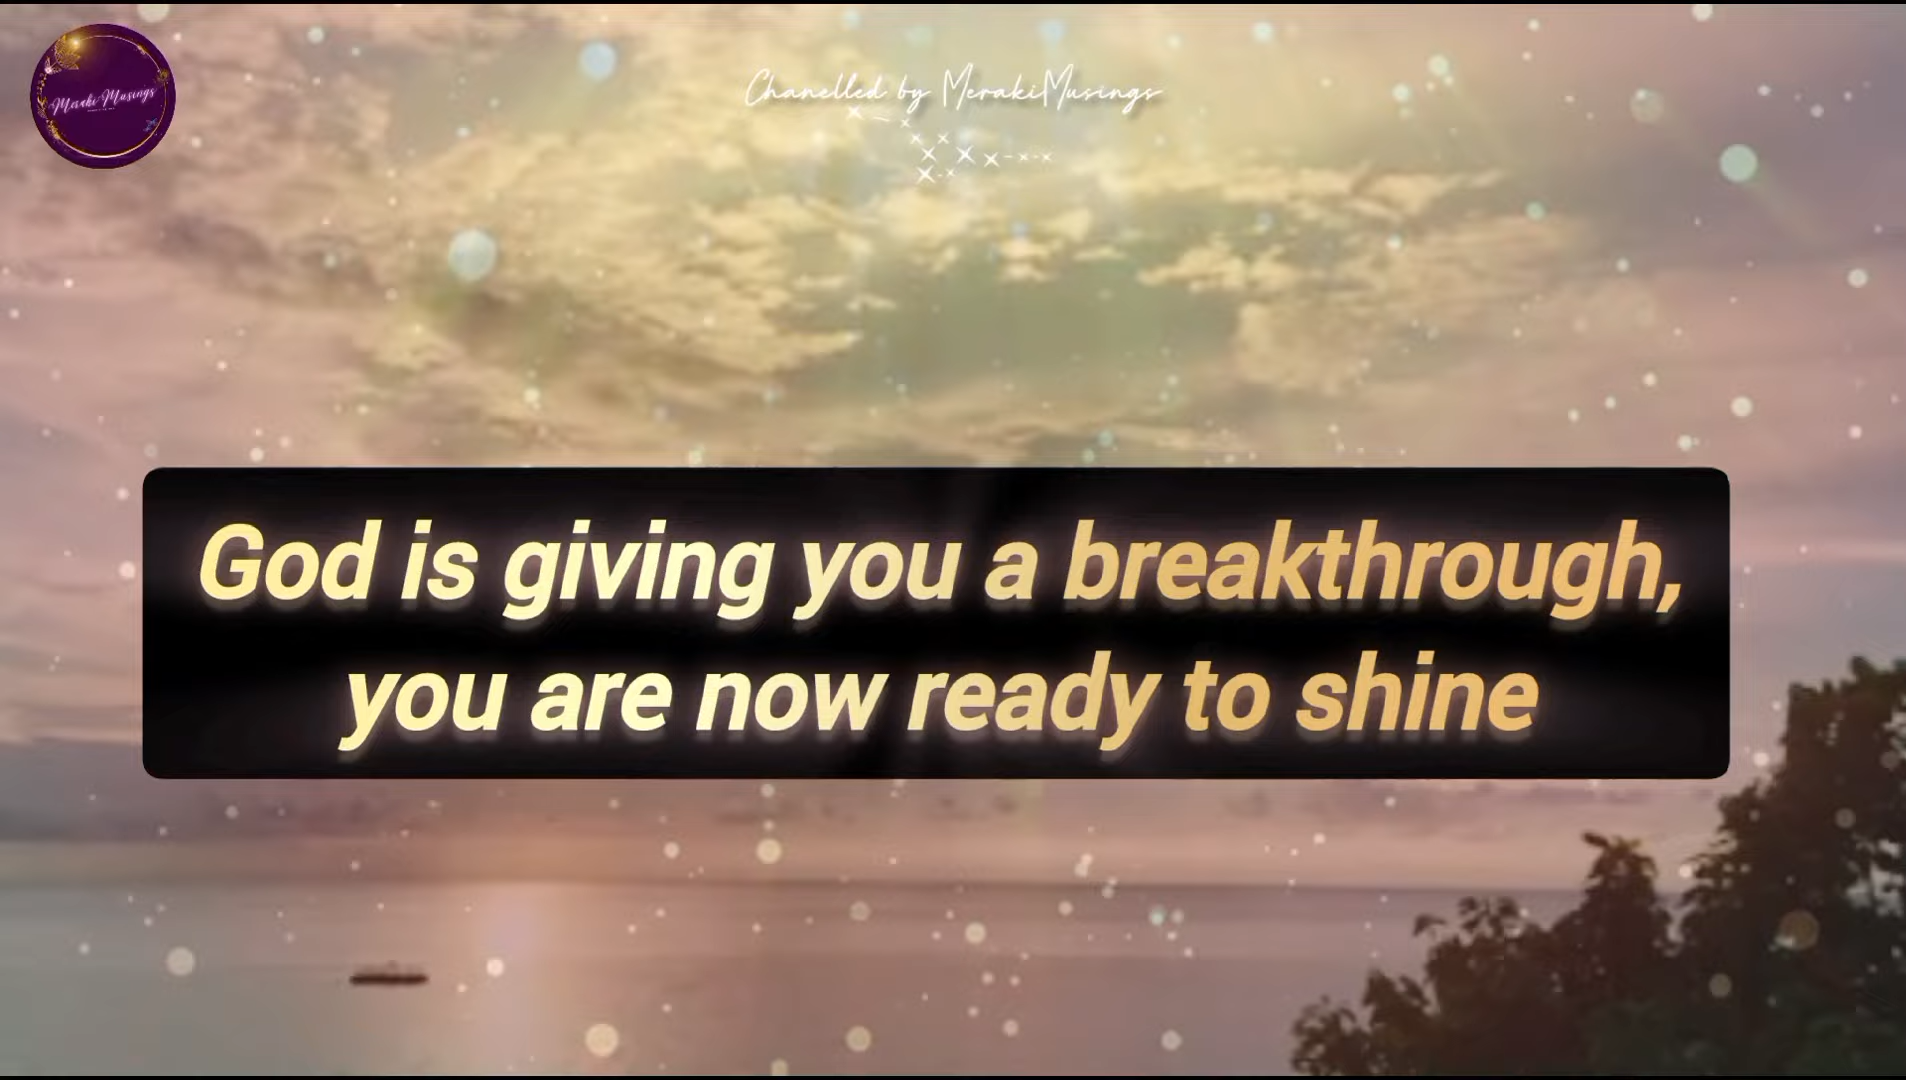 Meraki Musings
Chanelled by MerakiMusings
God is giving you a breakthrough,
you are now ready to shine